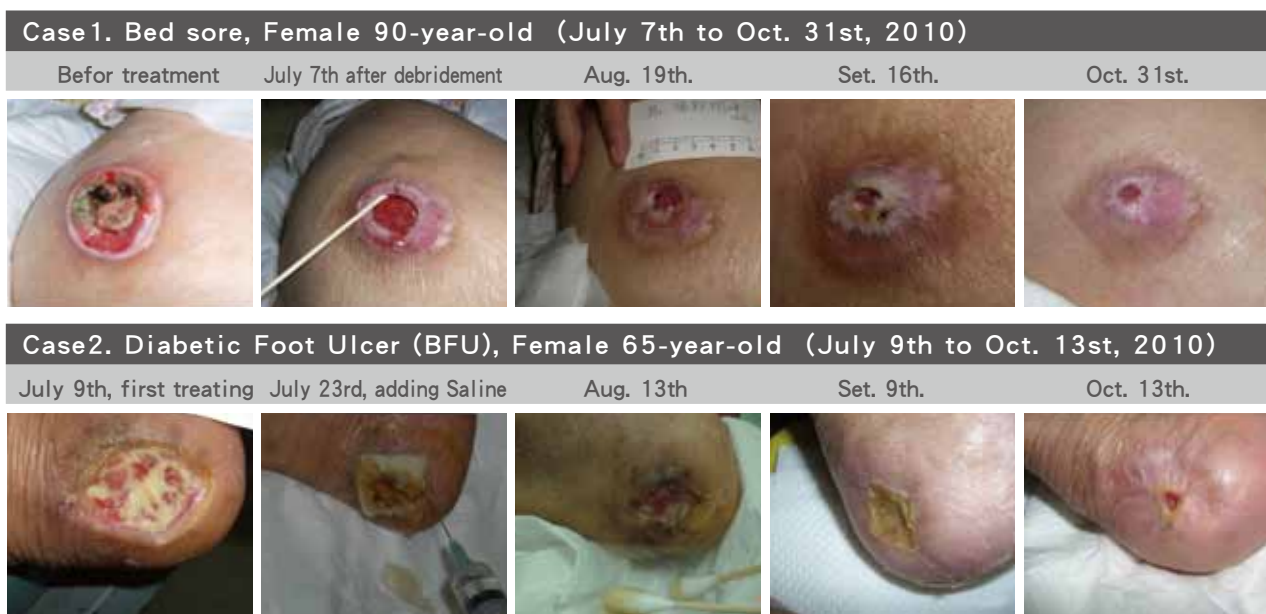 Case1. Bed sore, Female 90-year-old (July 7th to Oct. 31st, 2010)
Befor treatment
July 7th after debridement
Aug. 19th.
Set. 16th.
Oct. 31st.
Case2. Diabetic Foot Ulcer (BFU), Female 65-year-old (July 9th to Oct. 13st, 2010)
July 9th, first treating
July 23rd, adding Saline
Aug. 13th
Set. 9th.
Oct. 13th.